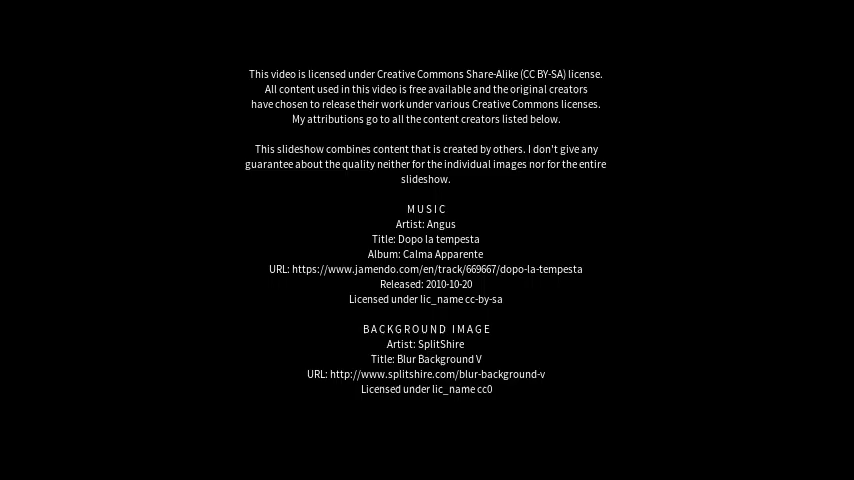 This video is licensed under Creative Commons Share-Alike (CC BY-SA) license.
All content used in this video is free available and the original creators
have chosen to release their work under various Creative Commons licenses.
My attributions go to all the content creators listed below.
This slideshow combines content that is created by others. I don't give any
guarantee about the quality neither for the individual images nor for the entire
slideshow.
MUSIC
Artist: Angus
Title: Dopo la tempesta
Album: Calma Apparente
URL: https://www.jamendo.com/en/track/669667/dopo-la-tempesta
Released: 2010-10-20
Licensed under lic_name cc-by-sa
BACKGROUND IMAGE
Artist: SplitShire
Title: Blur Background V
URL: http://www.splitshire.com/blur-background-v
Licensed under lic_name cc0